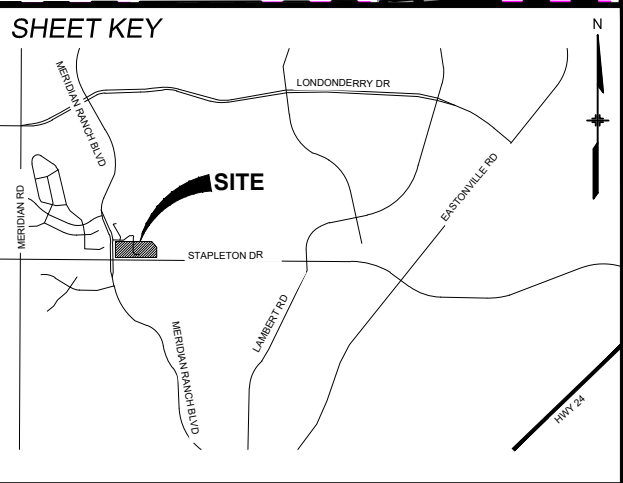 SHEET KEY
N
MERIDIAN RANCH BLVD
LONDONDERRY DR
EASTONVILLE RD
SITE
MERIDIAN RD
STAPLETON DR
LAMBERT RD
MERIDIAN RANCH BLVD
HWY 24